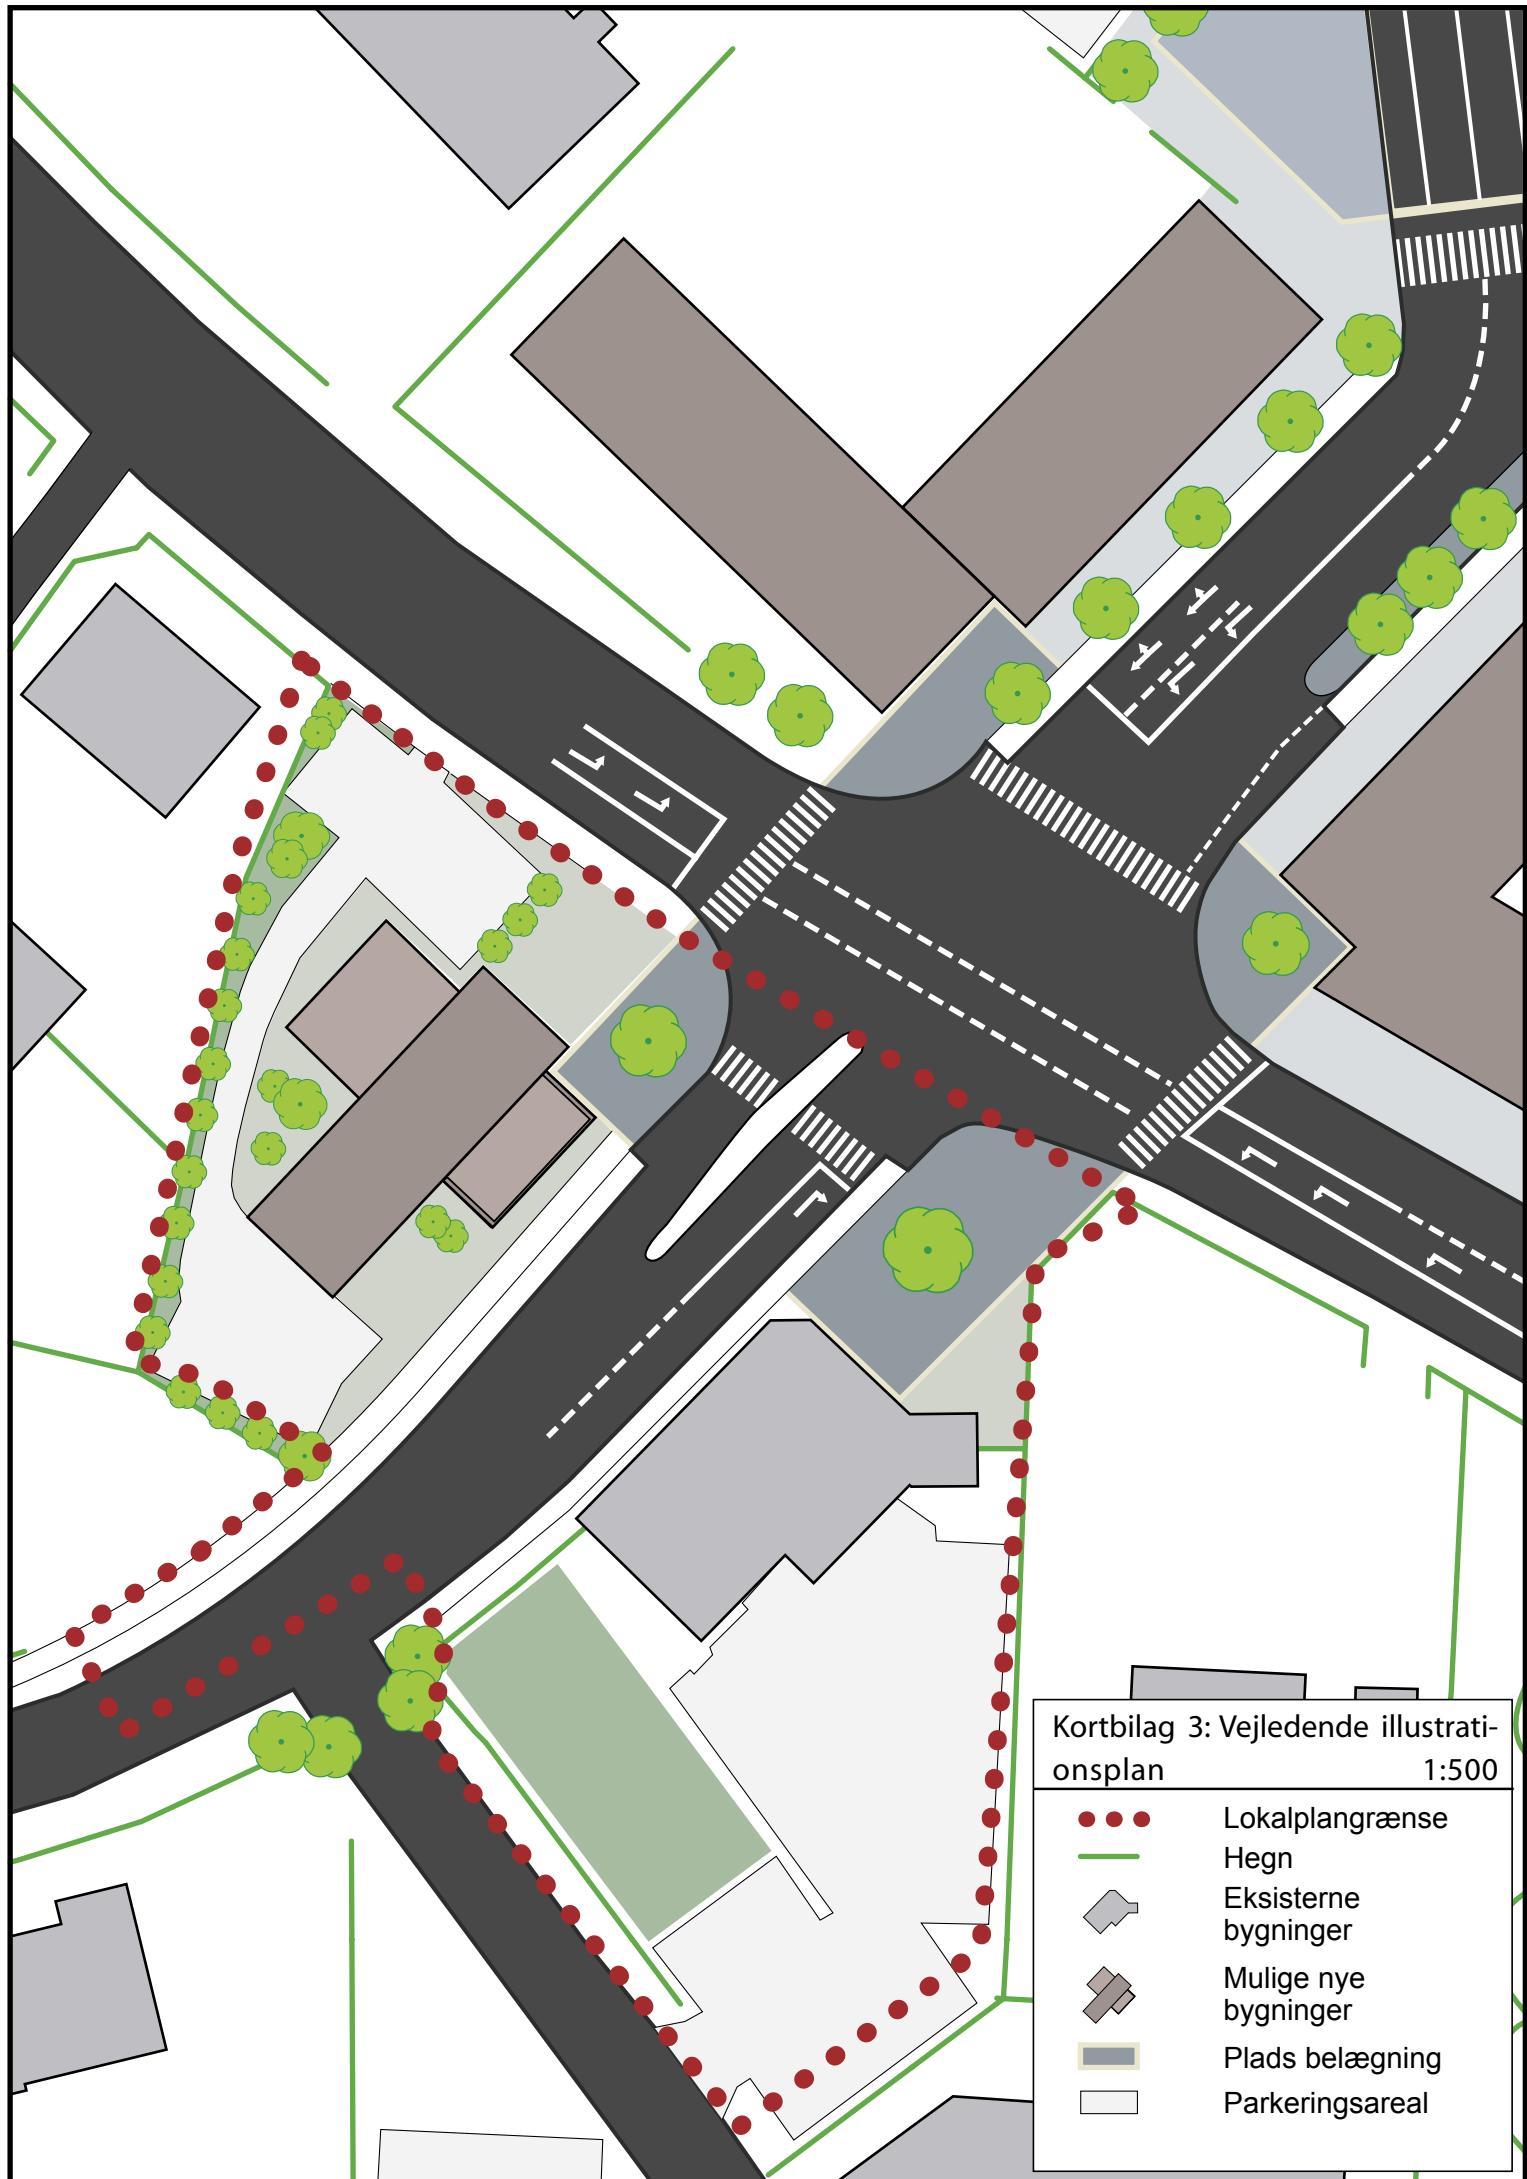 Kortbilag 3: Vejledende illustrati-
onsplan 1:500
Lokalplangrænse
Hegn
Eksisterne
bygninger
Mulige nye
bygninger
Plads belægning
Parkeringsareal